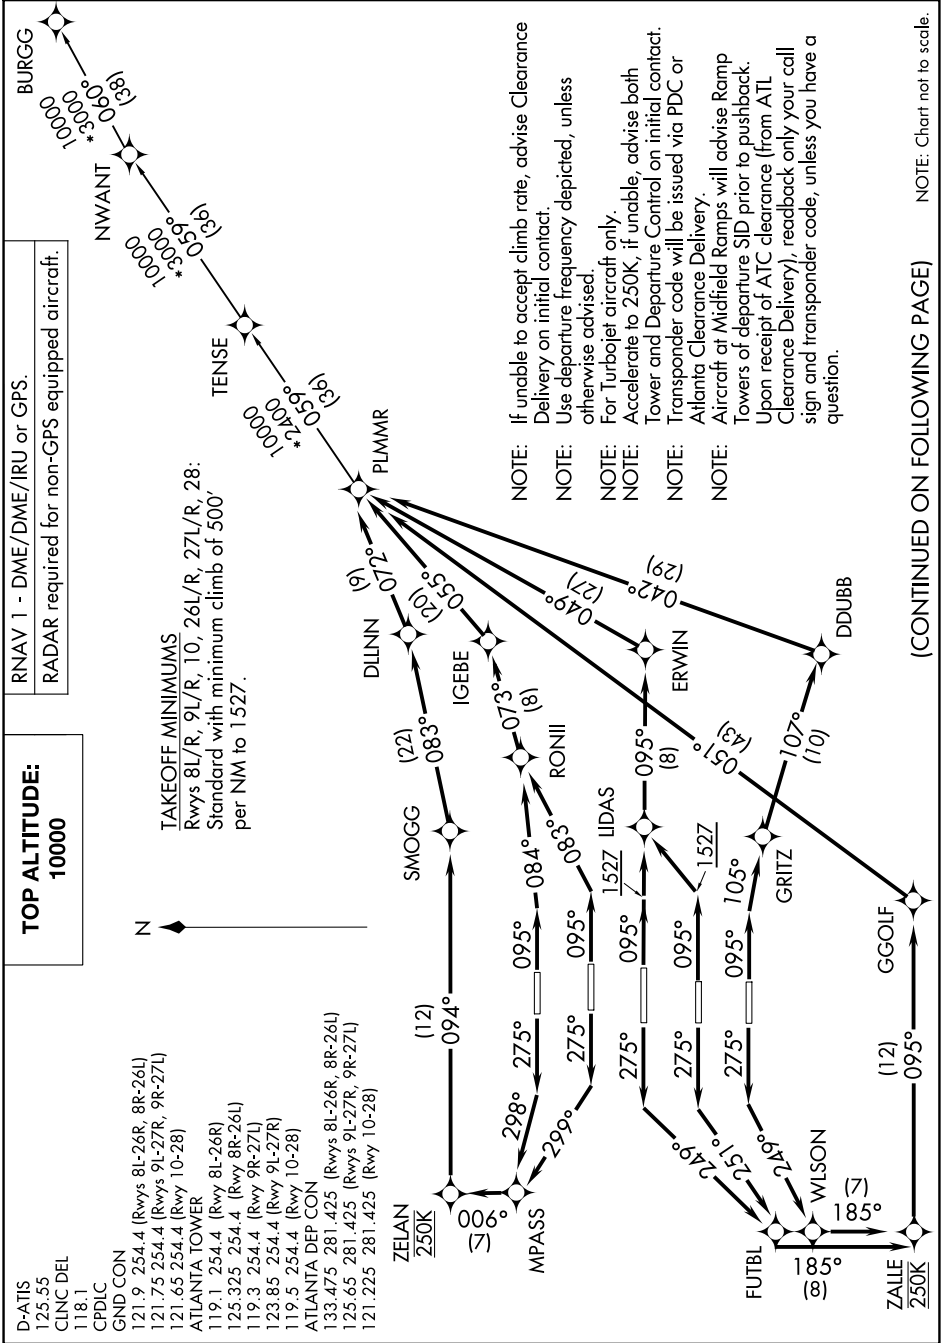 D-ATIS
125.55
CLNC DEL
118.1
CPDLC
GND CON
121.9 254.4 (Rwys 8L-26R, 8R-26L)
121.75 254.4 (Rwys 9L-27R, 9R-27L)
121.65 254.4 (Rwy 10-28)
ATLANTA TOWER
119.1 254.4 (Rwy 8L-26R)
125.325 254.4 (Rwy 8R-26L)
119.3 254.4 (Rwy 9R-27L)
123.85 254.4 (Rwy 9L-27R)
119.5 254.4 (Rwy 10-28)
ATLANTA DEP CON
133.475 281.425 (Rwys 8L-26R, 8R-26L)
125.65 281.425 (Rwys 9L-27R, 9R-27L)
121.225 281.425 (Rwy 10-28)
TOP ALTITUDE:
10000
RNAV 1 - DME/DME/IRU or GPS.
RADAR required for non-GPS equipped aircraft.
N
TAKEOFF MINIMUMS
Rwys 8L/R, 9L/R, 10, 26L/R, 27L/R, 28:
Standard with minimum climb of 500'
per NM to 1527.
BURGG
10000
*3000
060°
(38)
NWANT
10000
*3000
059°
(36)
TENSE
10000
*2400
059°
(36)
PLMMR
ZELAN
250K
(12)
094°
SMOGG
(22)
083°
DLLNN
072°
(9)
006°
(7)
MPASS
298°
275°
095°
084°
299°
275°
095°
083°
RONII
073°
(8)
IGEBE
055°
(20)
249°
275°
095°
1527
LIDAS
095°
(8)
ERWIN
049°
(27)
251°
275°
095°
1527
249°
275°
095°
105°
GRITZ
107°
(10)
DDUBB
042°
(29)
FUTBL
WLSON
185°
(8)
(7)
185°
ZALLE
250K
(12)
095°
GGOLF
051°
(43)
NOTE: If unable to accept climb rate, advise Clearance
Delivery on initial contact.
NOTE: Use departure frequency depicted, unless
otherwise advised.
NOTE: For Turbojet aircraft only.
NOTE: Accelerate to 250K, if unable, advise both
Tower and Departure Control on initial contact.
NOTE: Transponder code will be issued via PDC or
Atlanta Clearance Delivery.
NOTE: Aircraft at Midfield Ramps will advise Ramp
Towers of departure SID prior to pushback.
Upon receipt of ATC clearance (from ATL
Clearance Delivery), readback only your call
sign and transponder code, unless you have a
question.
(CONTINUED ON FOLLOWING PAGE)
NOTE: Chart not to scale.